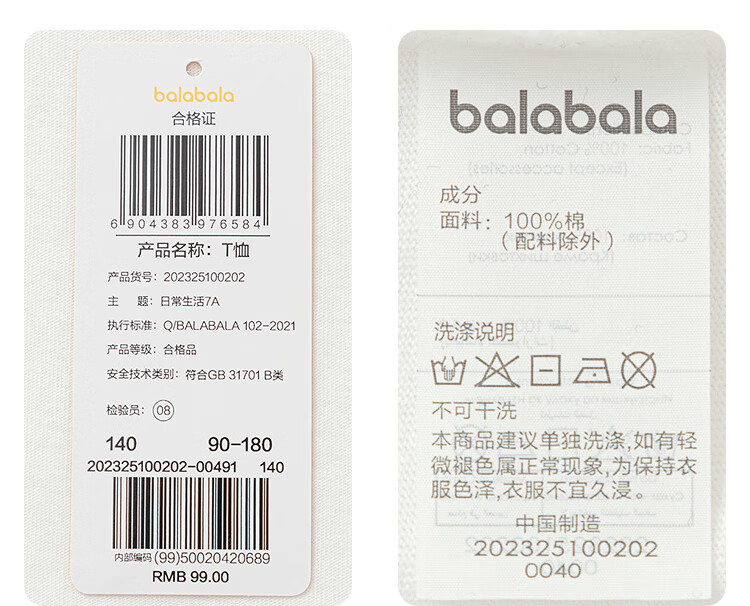 balabala
合格证
6904383976584
产品名称：T恤
产品货号：202325100202
主　题：日常生活7A
执行标准：Q/BALABALA 102-2021
产品等级：合格品
安全技术类别：符合GB 31701 B类
检验员：08
140 90-180
202325100202-00491 140
内部编码 (99)50020420689
RMB 99.00
balabala
成分
面料：100%棉
（配料除外）
洗涤说明
不可干洗
本商品建议单独洗涤,如有轻
微褪色属正常现象,为保持衣
服色泽,衣服不宜久浸。
中国制造
202325100202
0040